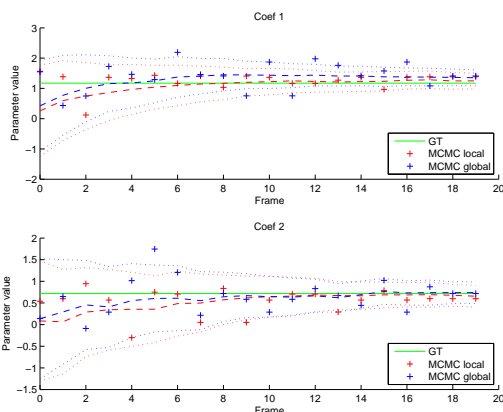 Coef 1
3
2
1
0
−1
−2
Parameter value
0 2 4 6 8 10 12 14 16 18 20
Frame
GT
MCMC local
MCMC global
Coef 2
2
1.5
1
0.5
0
−0.5
−1
−1.5
Parameter value
0 2 4 6 8 10 12 14 16 18 20
Frame
GT
MCMC local
MCMC global